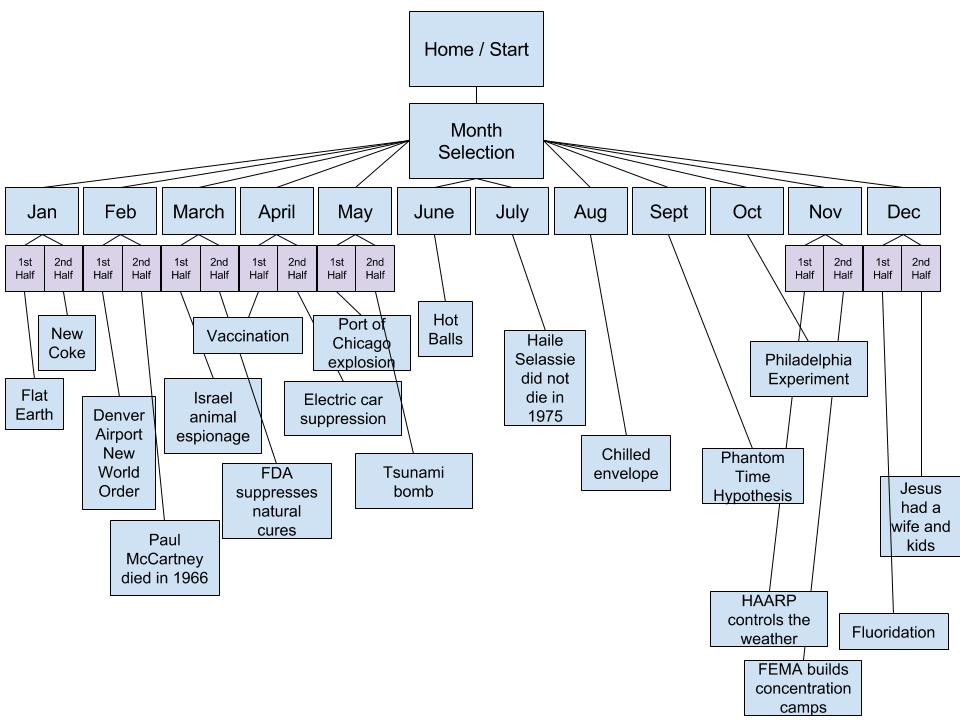 Home / Start
Month
Selection
Jan
Feb
March
April
May
June
July
Aug
Sept
Oct
Nov
Dec
1st
Half
2nd
Half
1st
Half
2nd
Half
1st
Half
2nd
Half
1st
Half
2nd
Half
1st
Half
2nd
Half
1st
Half
2nd
Half
1st
Half
2nd
Half
New
Coke
Vaccination
Port of
Chicago
explosion
Hot
Balls
Haile
Selassie
did not
die in
1975
Philadelphia
Experiment
Flat
Earth
Denver
Airport
New
World
Order
Israel
animal
espionage
Electric car
suppression
Chilled
envelope
Phantom
Time
Hypothesis
FDA
suppresses
natural
cures
Tsunami
bomb
Jesus
had a
wife and
kids
Paul
McCartney
died in 1966
HAARP
controls the
weather
Fluoridation
FEMA builds
concentration
camps